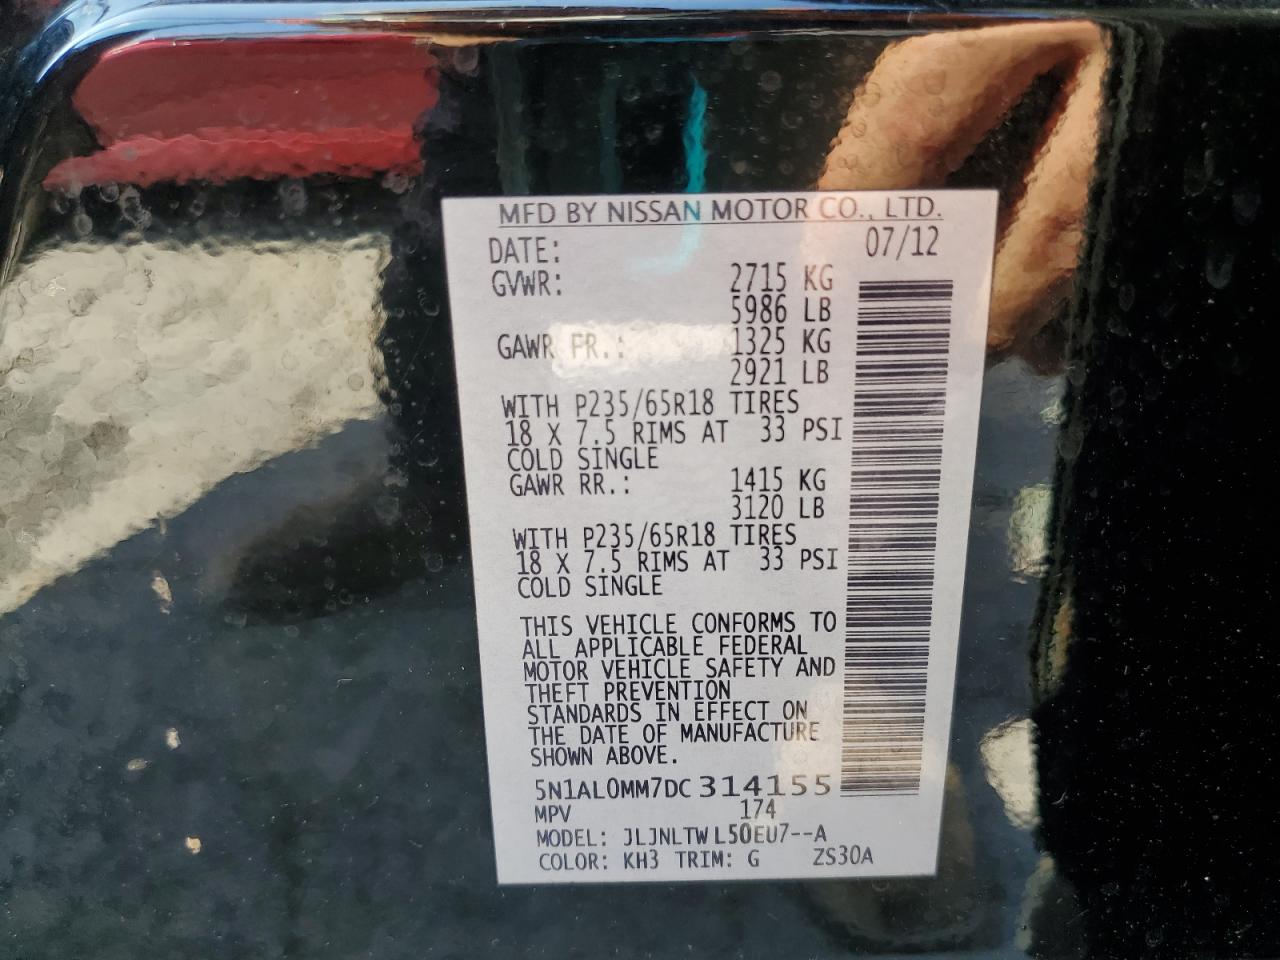 MFD BY NISSAN MOTOR CO., LTD.
DATE: 07/12
GVWR: 2715 KG
5986 LB
GAWR FR.: 1325 KG
2921 LB
WITH P235/65R18 TIRES
18 X 7.5 RIMS AT 33 PSI
COLD SINGLE
GAWR RR.: 1415 KG
3120 LB
WITH P235/65R18 TIRES
18 X 7.5 RIMS AT 33 PSI
COLD SINGLE
THIS VEHICLE CONFORMS TO
ALL APPLICABLE FEDERAL
MOTOR VEHICLE SAFETY AND
THEFT PREVENTION
STANDARDS IN EFFECT ON
THE DATE OF MANUFACTURE
SHOWN ABOVE.
5N1AL0MM7DC314155
MPV 174
MODEL: JLJNLTWL50EU7--A
COLOR: KH3 TRIM: G ZS30A